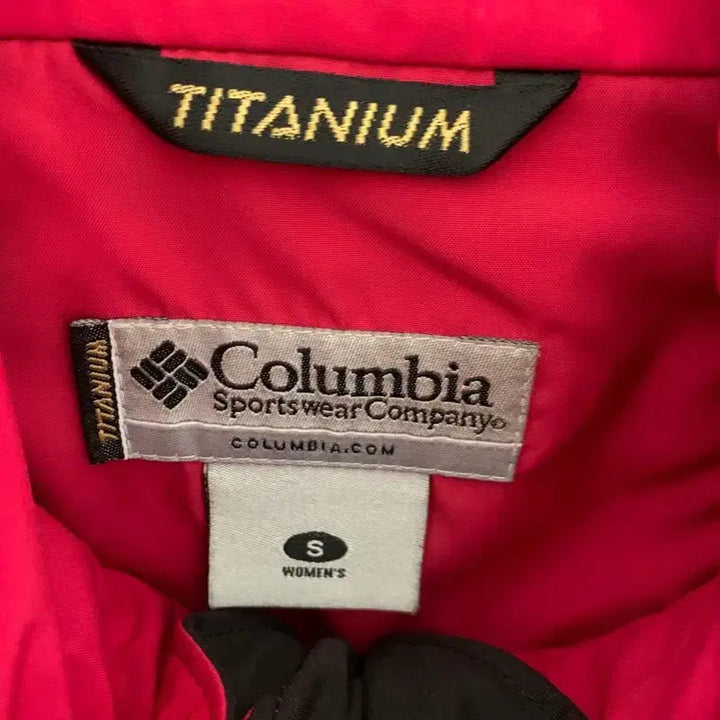 TITANIUM
TITANIUM
Columbia
Sportswear Company®
COLUMBIA.COM
S
WOMEN'S